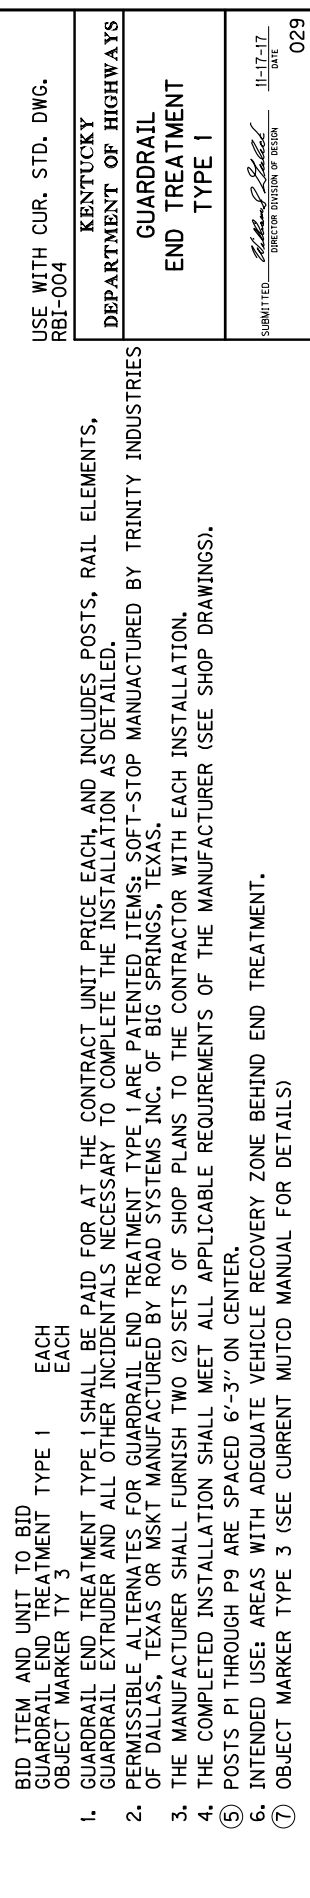 BID ITEM AND UNIT TO BID
GUARDRAIL END TREATMENT TYPE 1 EACH
OBJECT MARKER TY 3 EACH
1. GUARDRAIL END TREATMENT TYPE 1 SHALL BE PAID FOR AT THE CONTRACT UNIT PRICE EACH, AND INCLUDES POSTS, RAIL ELEMENTS,
GUARDRAIL EXTRUDER AND ALL OTHER INCIDENTALS NECESSARY TO COMPLETE THE INSTALLATION AS DETAILED.
2. PERMISSIBLE ALTERNATES FOR GUARDRAIL END TREATMENT TYPE 1 ARE PATENTED ITEMS: SOFT-STOP MANUACTURED BY TRINITY INDUSTRIES
OF DALLAS, TEXAS OR MSKT MANUFACTURED BY ROAD SYSTEMS INC. OF BIG SPRINGS, TEXAS.
3. THE MANUFACTURER SHALL FURNISH TWO (2) SETS OF SHOP PLANS TO THE CONTRACTOR WITH EACH INSTALLATION.
4. THE COMPLETED INSTALLATION SHALL MEET ALL APPLICABLE REQUIREMENTS OF THE MANUFACTURER (SEE SHOP DRAWINGS).
5 POSTS P1 THROUGH P9 ARE SPACED 6'-3" ON CENTER.
6. INTENDED USE: AREAS WITH ADEQUATE VEHICLE RECOVERY ZONE BEHIND END TREATMENT.
7 OBJECT MARKER TYPE 3 (SEE CURRENT MUTCD MANUAL FOR DETAILS)
USE WITH CUR. STD. DWG.
RBI-004
KENTUCKY
DEPARTMENT OF HIGHWAYS
GUARDRAIL
END TREATMENT
TYPE 1
SUBMITTED 11-17-17
DIRECTOR DIVISION OF DESIGN DATE
029